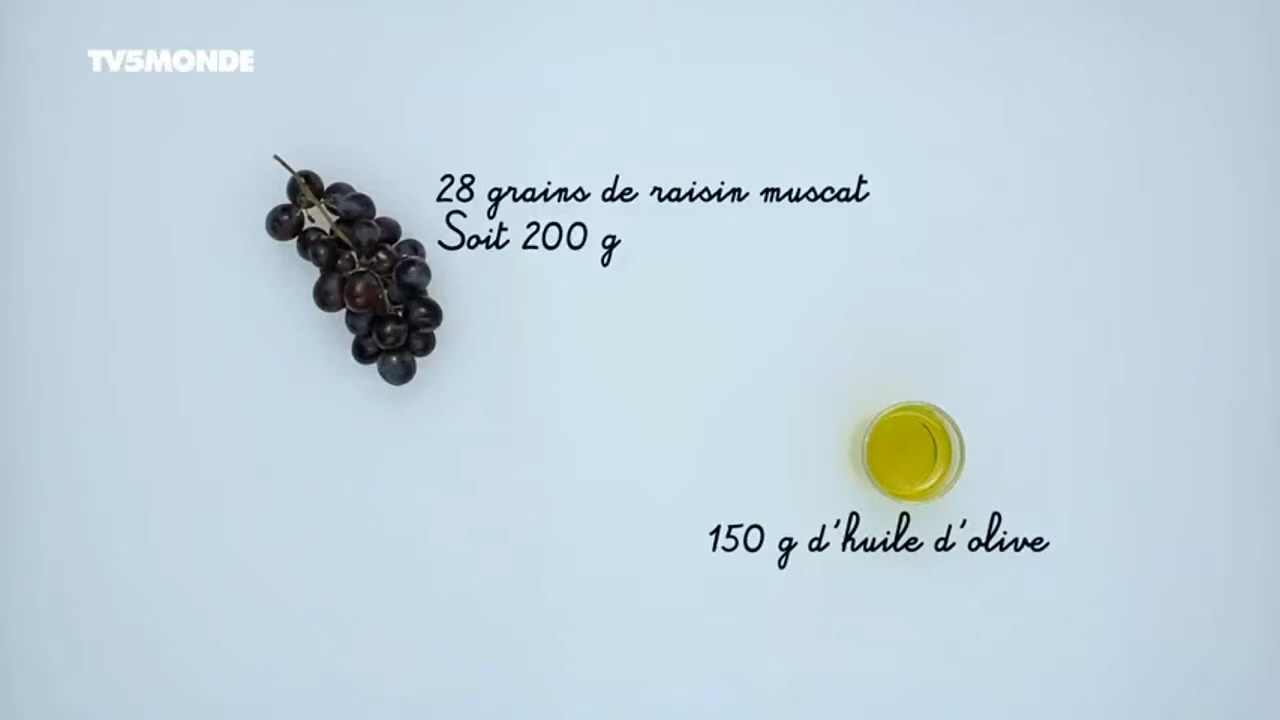 TV5MONDE
28 grains de raisin muscat
Soit 200 g
150 g d'huile d'olive